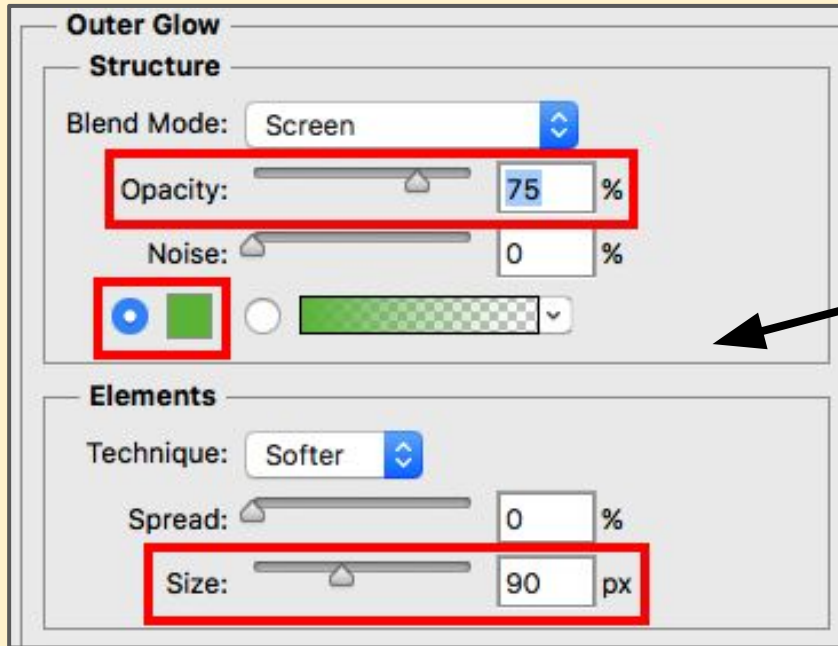 Outer Glow
Structure
Blend Mode: Screen
Opacity: 75 %
Noise: 0 %
Elements
Technique: Softer
Spread: 0 %
Size: 90 px